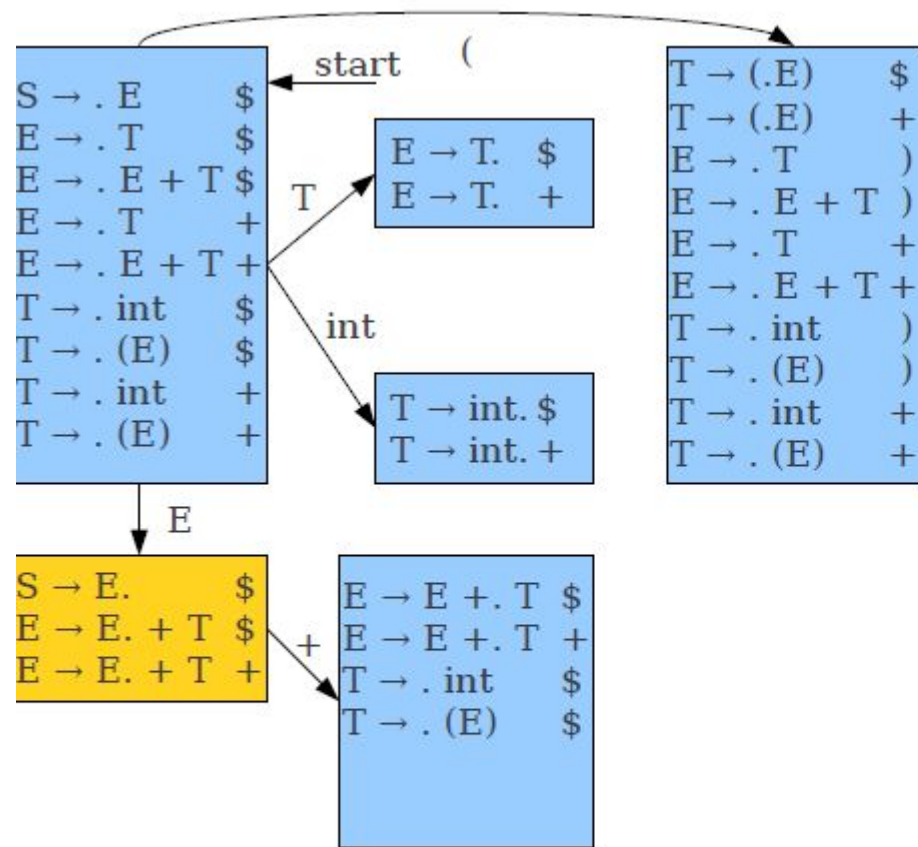 (
start
S → . E $
E → . T $
E → . E + T $
E → . T +
E → . E + T +
T → . int $
T → . (E) $
T → . int +
T → . (E) +
T
E → T. $
E → T. +
int
T → int. $
T → int. +
T → (.E) $
T → (.E) +
E → . T )
E → . E + T )
E → . T +
E → . E + T +
T → . int )
T → . (E) )
T → . int +
T → . (E) +
E
S → E. $
E → E. + T $
E → E. + T +
+
E → E +. T $
E → E +. T +
T → . int $
T → . (E) $